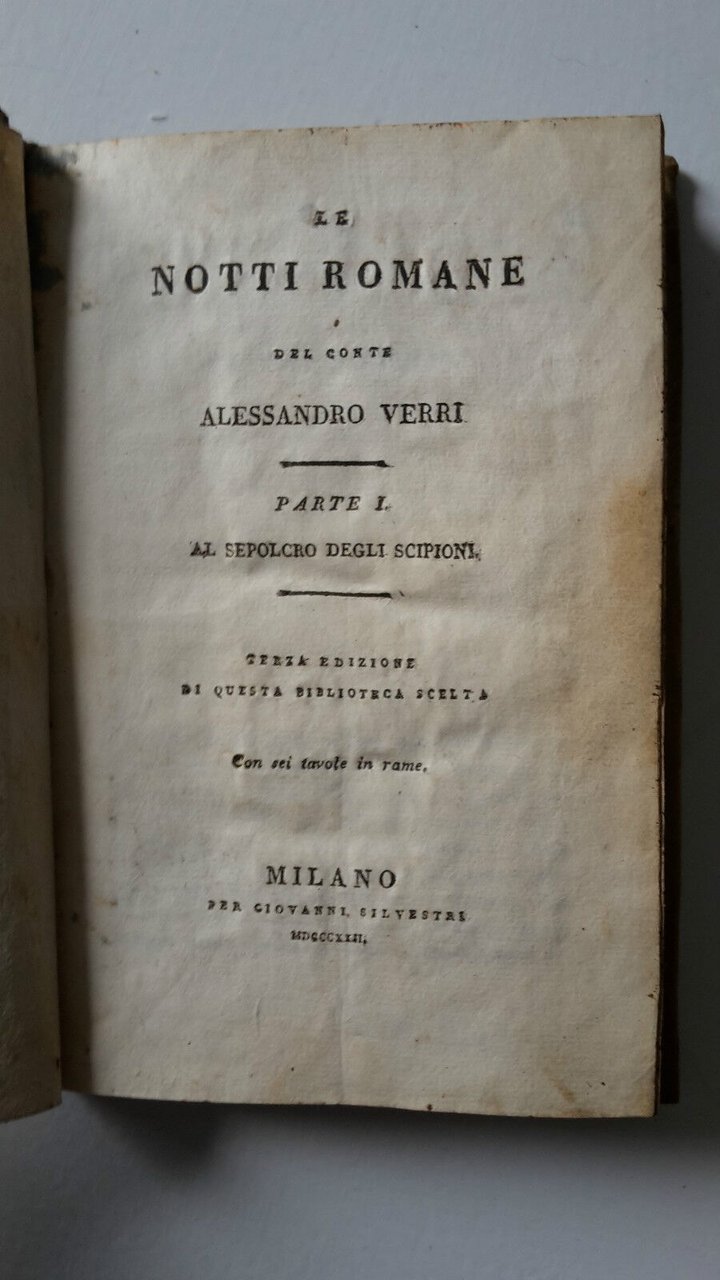 LE
NOTTI ROMANE
DEL CONTE
ALESSANDRO VERRI
PARTE I.
AL SEPOLCRO DEGLI SCIPIONI.
TERZA EDIZIONE
DI QUESTA BIBLIOTECA SCELTA
Con sei tavole in rame.
MILANO
PER GIOVANNI SILVESTRI
MDCCCXXII.